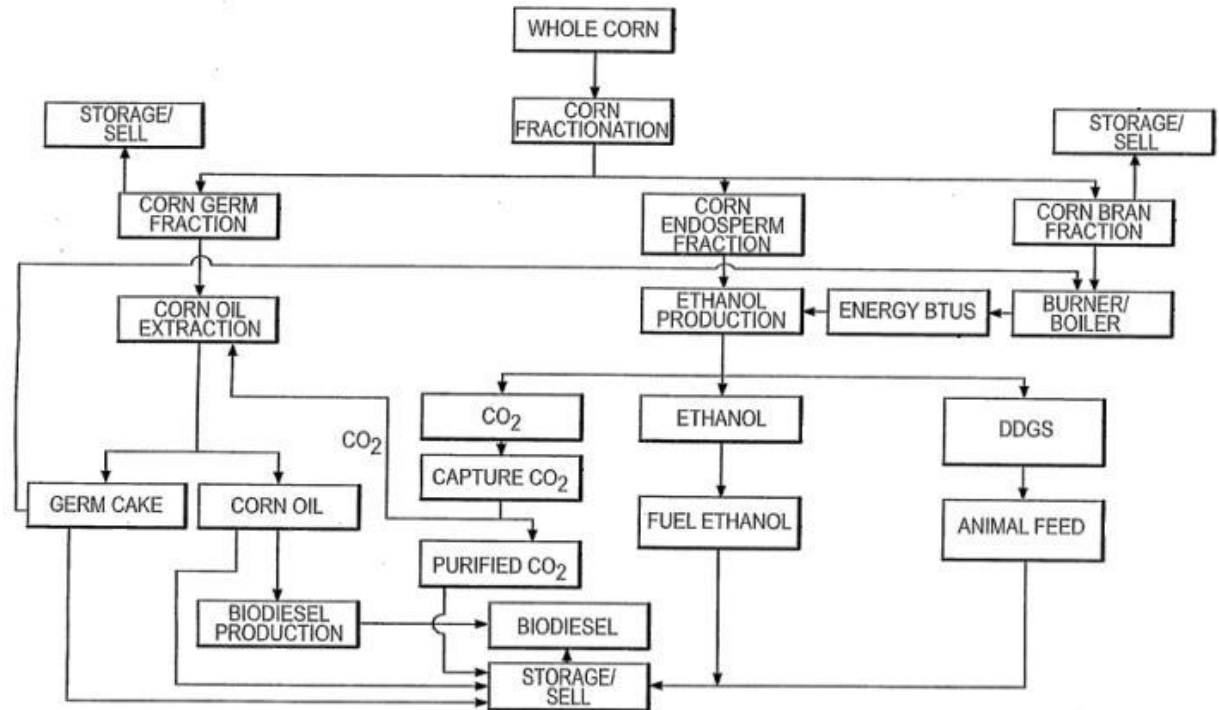 WHOLE CORN
CORN
FRACTIONATION
STORAGE/
SELL
STORAGE/
SELL
CORN GERM
FRACTION
CORN
ENDOSPERM
FRACTION
CORN BRAN
FRACTION
CORN OIL
EXTRACTION
ETHANOL
PRODUCTION
ENERGY BTUS
BURNER/
BOILER
CO2
ETHANOL
DDGS
CO2
CAPTURE CO2
GERM CAKE
CORN OIL
FUEL ETHANOL
ANIMAL FEED
PURIFIED CO2
BIODIESEL
PRODUCTION
BIODIESEL
STORAGE/
SELL